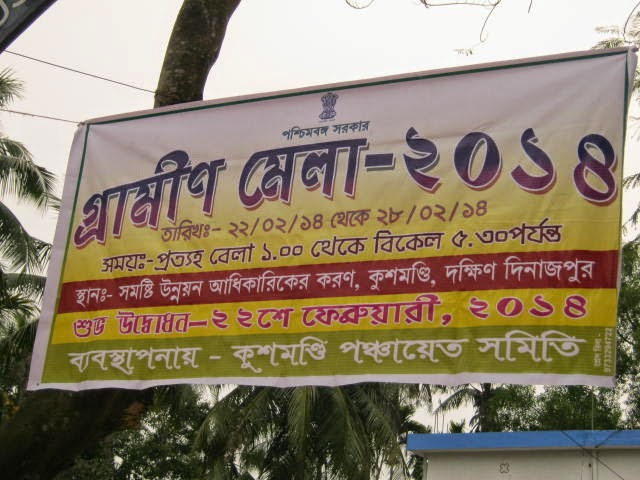 পশ্চিমবঙ্গ সরকার
গ্রামীণ মেলা-২০১৪
তারিখঃ- ২২/০২/১৪ থেকে ২৮/০২/১৪
সময়ঃ-প্রত্যহ বেলা ১.০০ থেকে বিকেল ৫.৩০পর্যন্ত
স্থানঃ- সমষ্টি উন্নয়ন আধিকারিকের করণ, কুশমণ্ডি, দক্ষিণ দিনাজপুর
শুভ উদ্বোধন-২২শে ফেব্রুয়ারী, ২০১৪
ব্যবস্থাপনায় - কুশমণ্ডি পঞ্চায়েত সমিতি